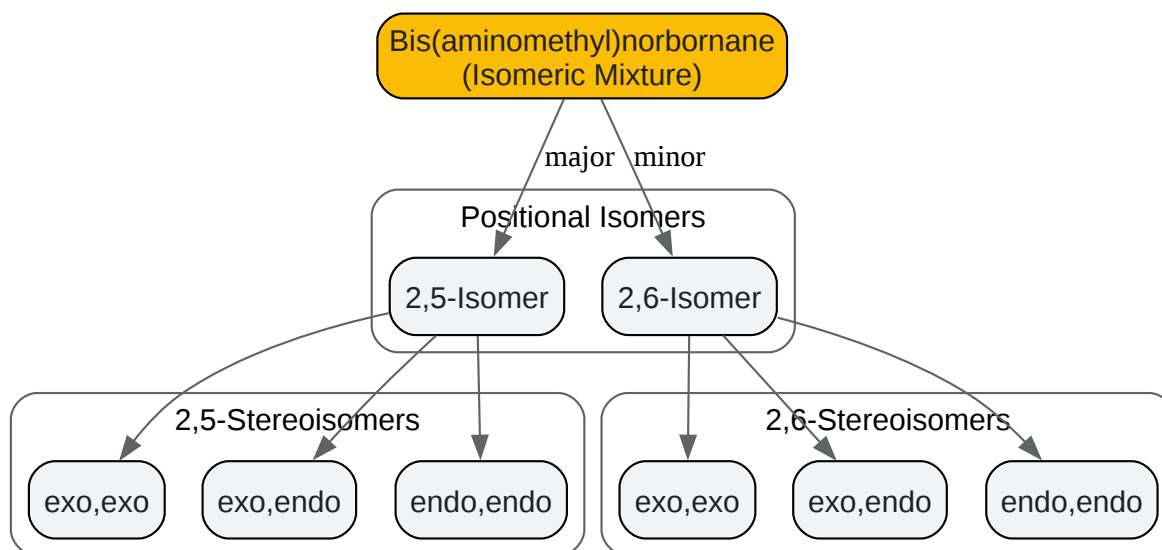 Bis(aminomethyl)norbornane
(Isomeric Mixture)
major
minor
Positional Isomers
2,5-Isomer
2,6-Isomer
2,5-Stereoisomers
2,6-Stereoisomers
exo,exo
exo,endo
endo,endo
exo,exo
exo,endo
endo,endo